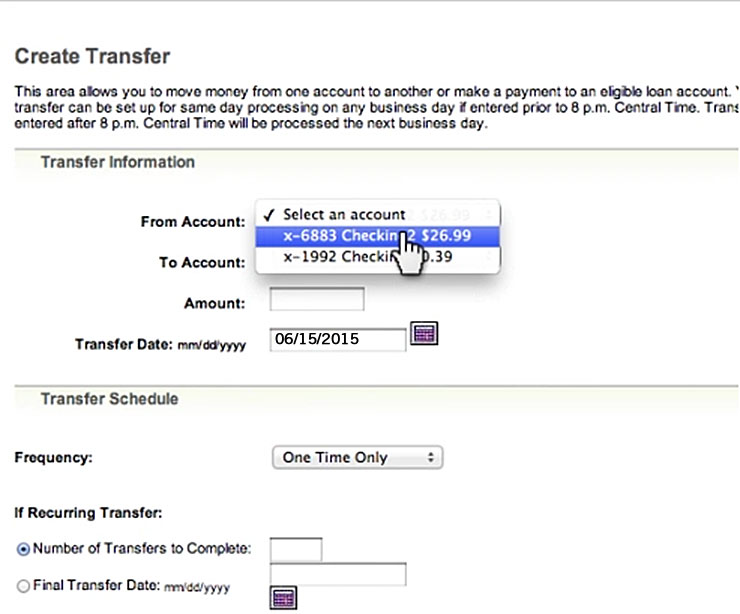 Create Transfer
This area allows you to move money from one account to another or make a payment to an eligible loan account.
transfer can be set up for same day processing on any business day if entered prior to 8 p.m. Central Time. Trans
entered after 8 p.m. Central Time will be processed the next business day.
Transfer Information
From Account:
✓ Select an account
x-6883 Checkin 2 $26.99
To Account:
x-1992 Checkin 0.39
Amount:
Transfer Date: mm/dd/yyyy
06/15/2015
Transfer Schedule
Frequency:
One Time Only
If Recurring Transfer:
Number of Transfers to Complete:
Final Transfer Date: mm/dd/yyyy